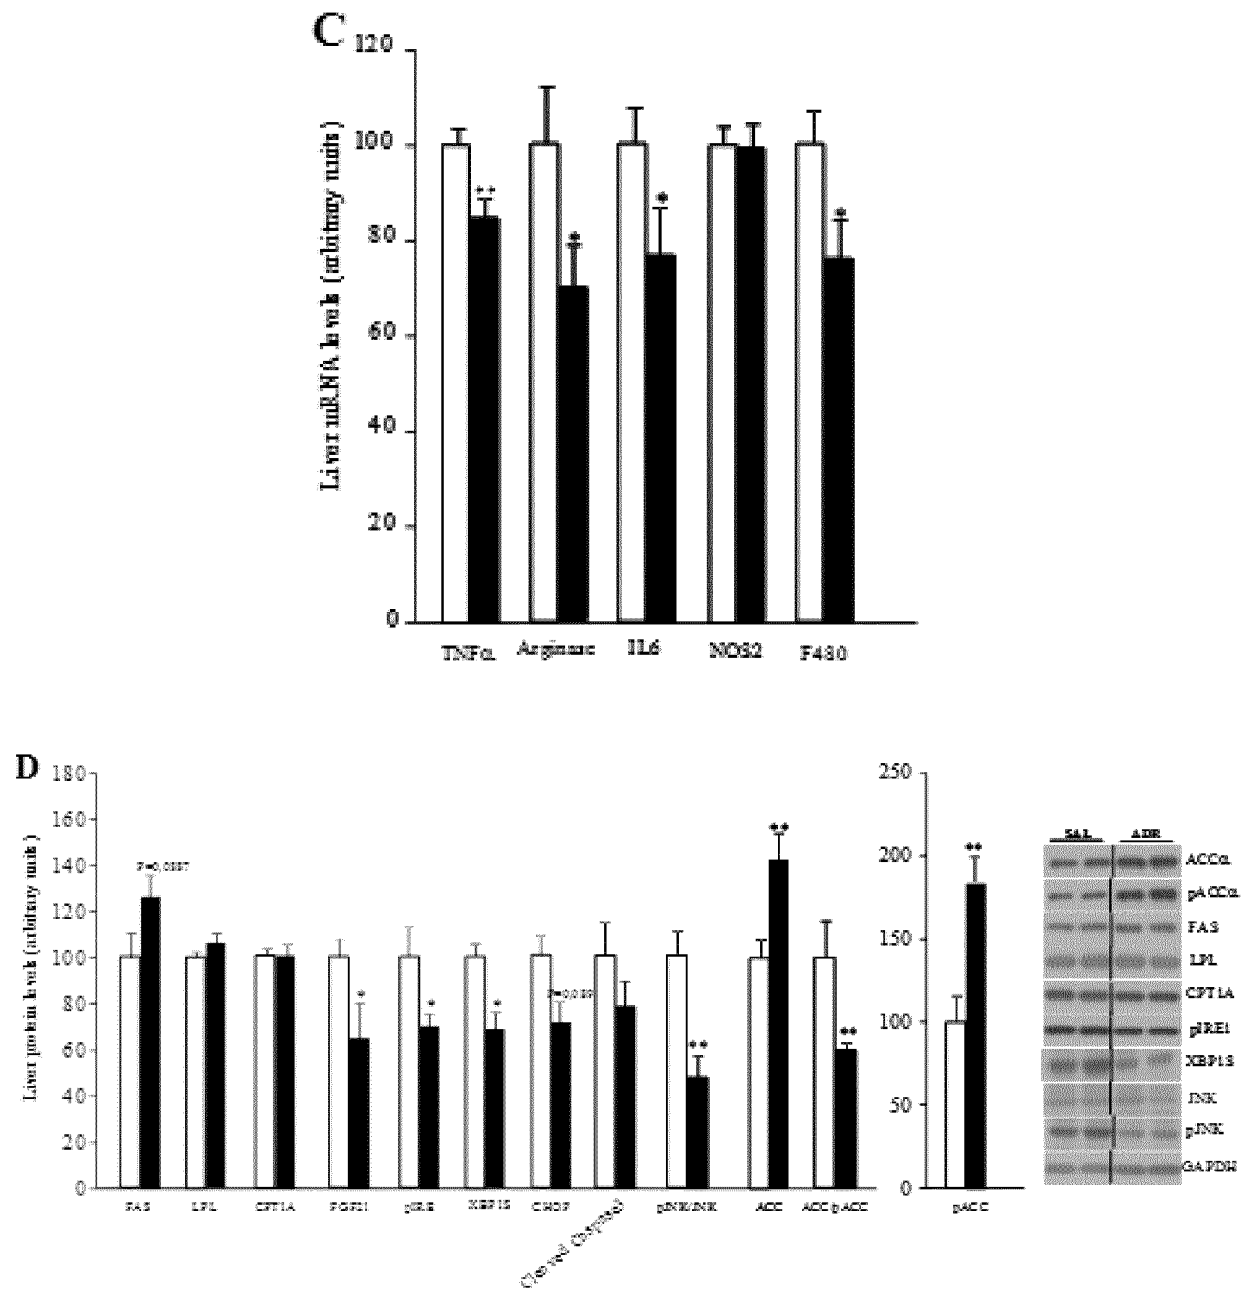 C
120
100
80
60
40
20
0
Liver mRNA levels (arbitrary units)
**
*
*
*
TNFα Arginase IL6 NOS2 F480
D
180
160
140
120
100
80
60
40
20
0
Liver protein levels (arbitrary units)
*
*
*
**
**
**
FAS LPL CPT1A FGF21 pIRE XBP1S CHOP Cleaved Caspase3 pJNK/JNK ACC ACC/pACC
250
200
150
100
50
0
**
pACC
SAL ADR
ACCα
pACCα
FAS
LPL
CPT1A
pIRE1
XBP1S
JNK
pJNK
GAPDH